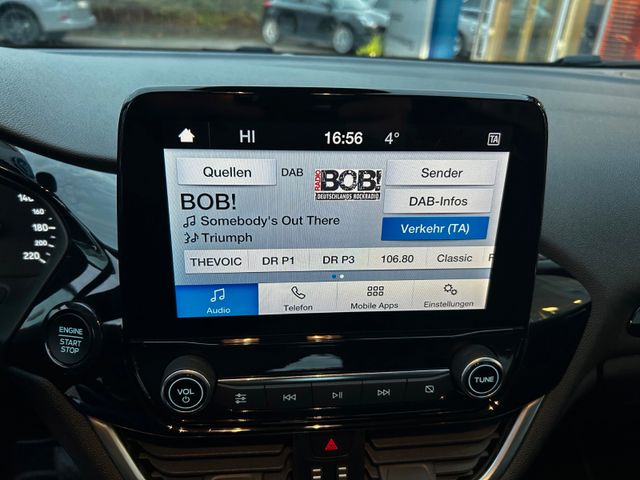 HI 16:56 4° TA
Quellen DAB RADIO BOB! Sender
DEUTSCHLANDS ROCKRADIO
BOB! DAB-Infos
Somebody's Out There
Triumph Verkehr (TA)
THEVOIC DR P1 DR P3 106.80 Classic
Audio Telefon Mobile Apps Einstellungen
140
160
180
200
220
ENGINE
START
STOP
VOL
TUNE